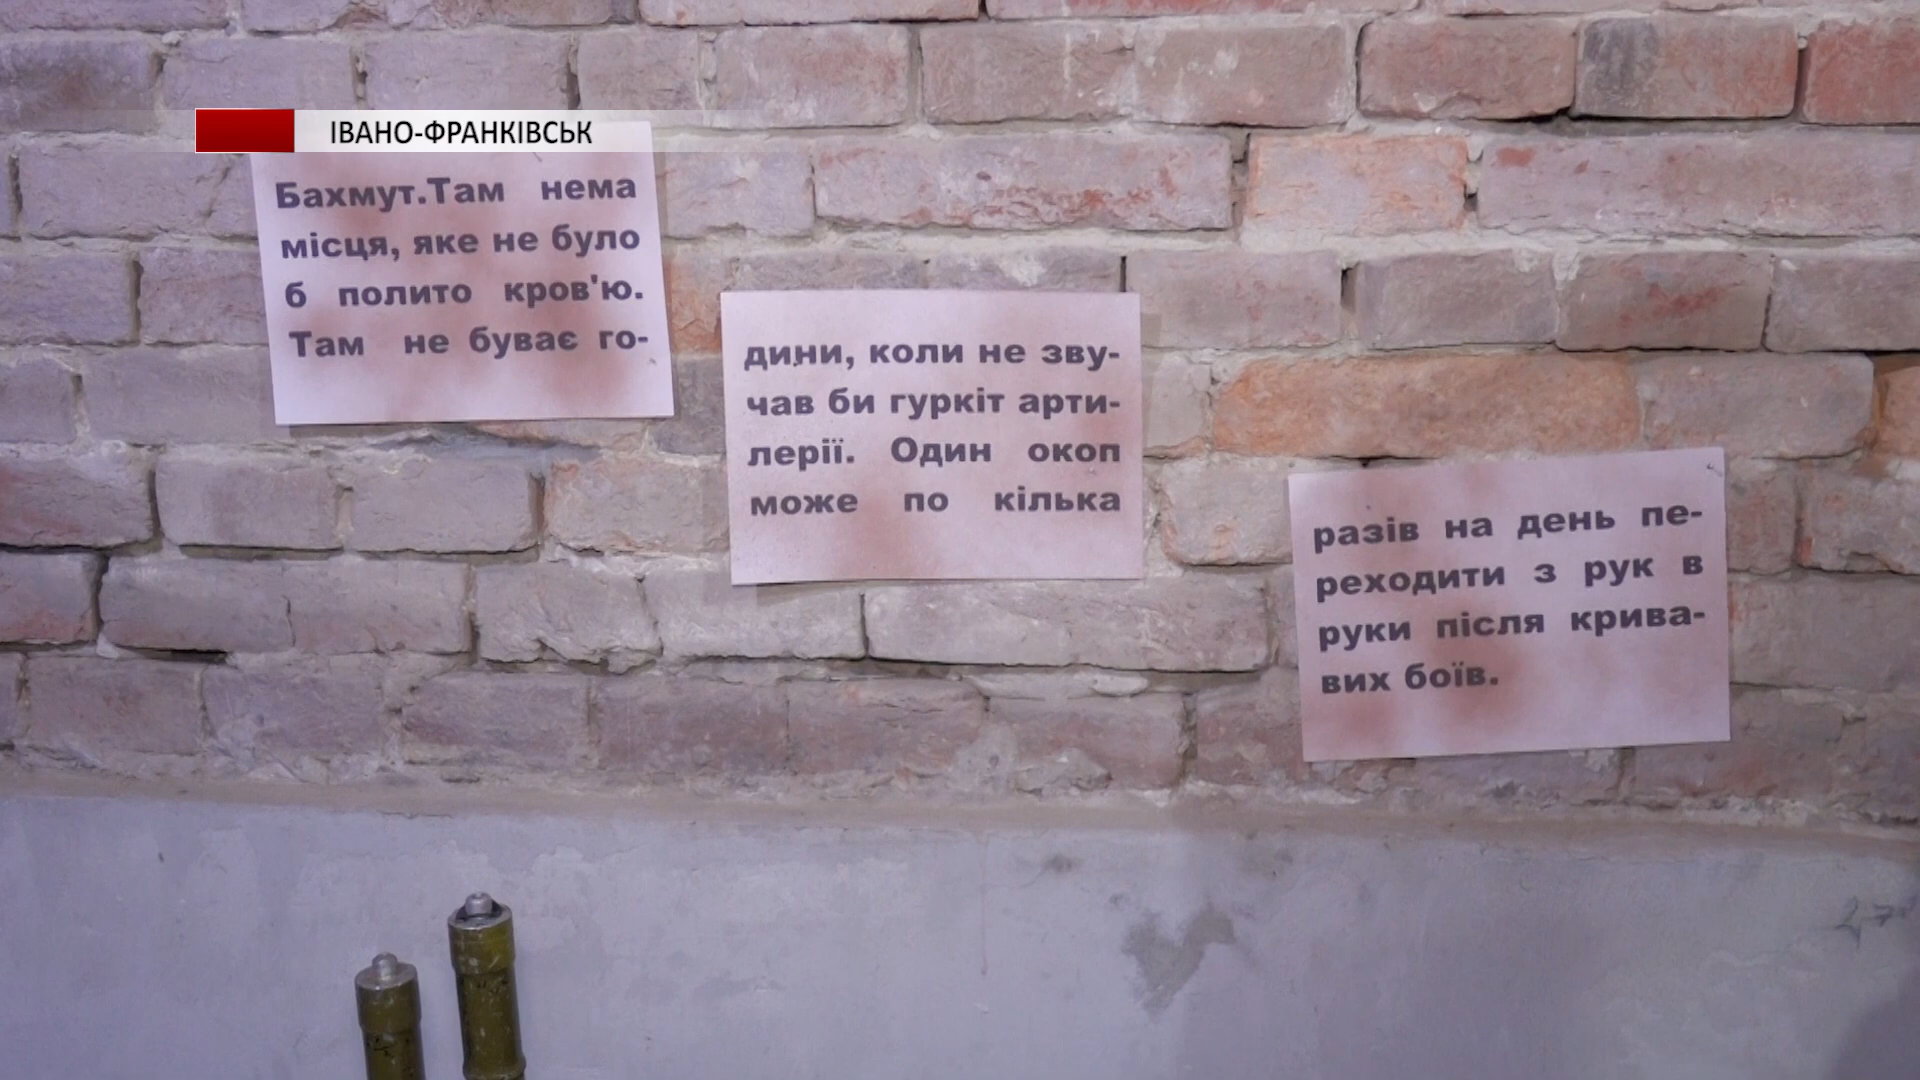 ІВАНО-ФРАНКІВСЬК
Бахмут.Там нема
місця, яке не було
б полито кров'ю.
Там не буває го-
дини, коли не зву-
чав би гуркіт арти-
лерії. Один окоп
може по кілька
разів на день пе-
реходити з рук в
руки після крива-
вих боїв.